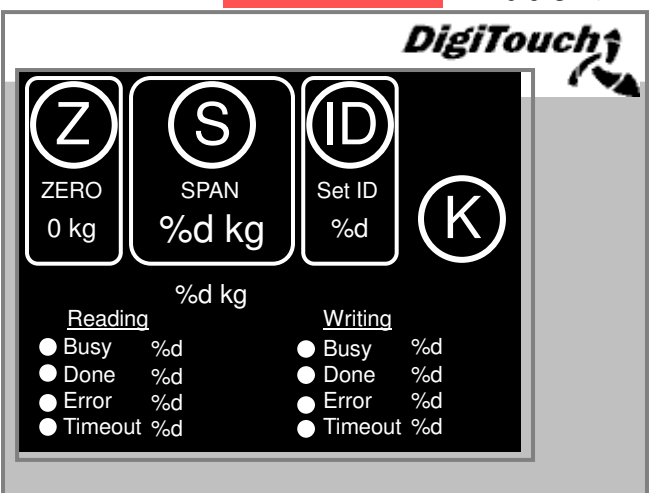 DigiTouch
Z S ID
ZERO SPAN Set ID
0 kg %d kg %d K
%d kg
Reading Writing
Busy %d Busy %d
Done %d Done %d
Error %d Error %d
Timeout %d Timeout %d